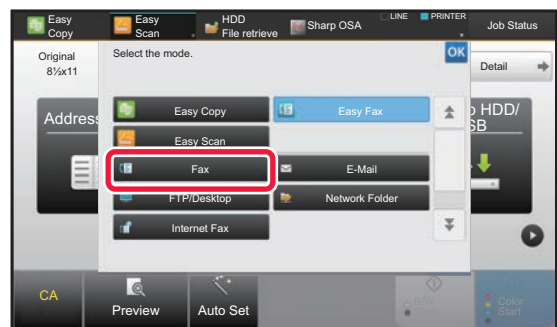 Easy Copy
Easy Scan
HDD File retrieve
Sharp OSA
LINE
PRINTER
Job Status
Original
8½x11
Select the mode.
OK
Detail
Address
Easy Copy
Easy Fax
HDD/
Easy Scan
Fax
E-Mail
FTP/Desktop
Network Folder
Internet Fax
CA
Preview
Auto Set
B/W
Start
Color
Start